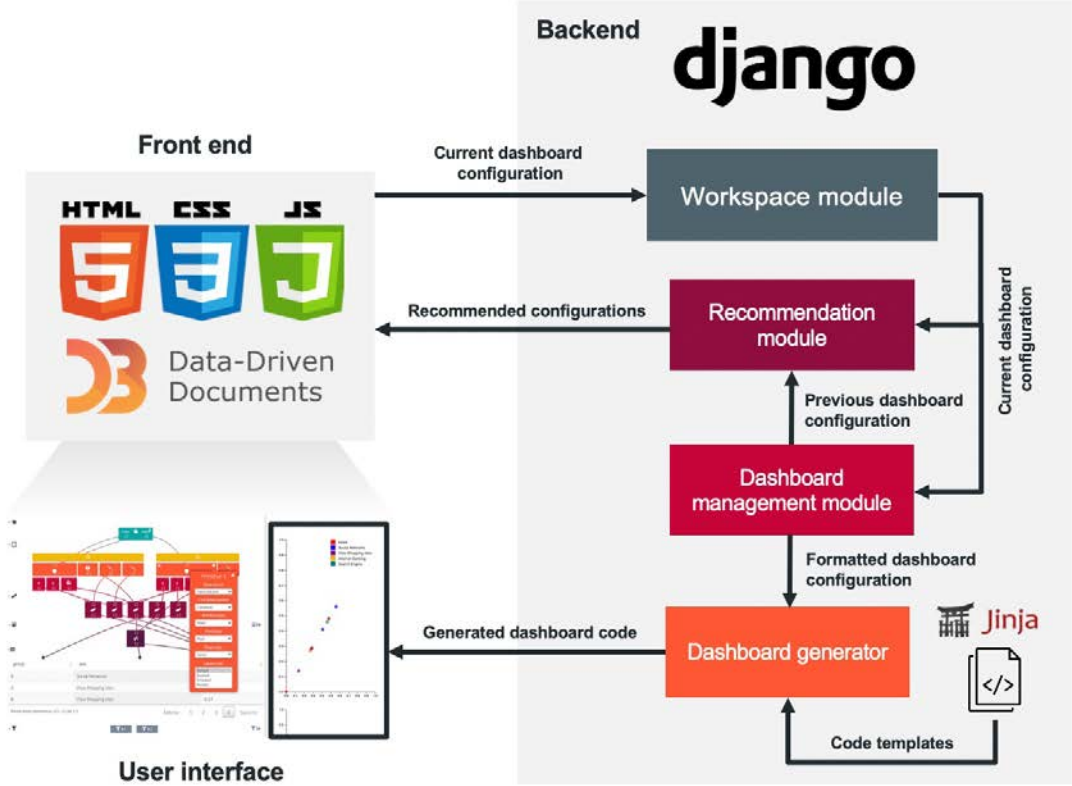 Backend
django
Front end
Current dashboard
configuration
Workspace module
HTML
CSS
JS
Recommended configurations
Recommendation
module
Current dashboard
configuration
Data-Driven
Documents
Previous dashboard
configuration
Dashboard
management module
Formatted dashboard
configuration
Generated dashboard code
Dashboard generator
Jinja
</>
Code templates
User interface